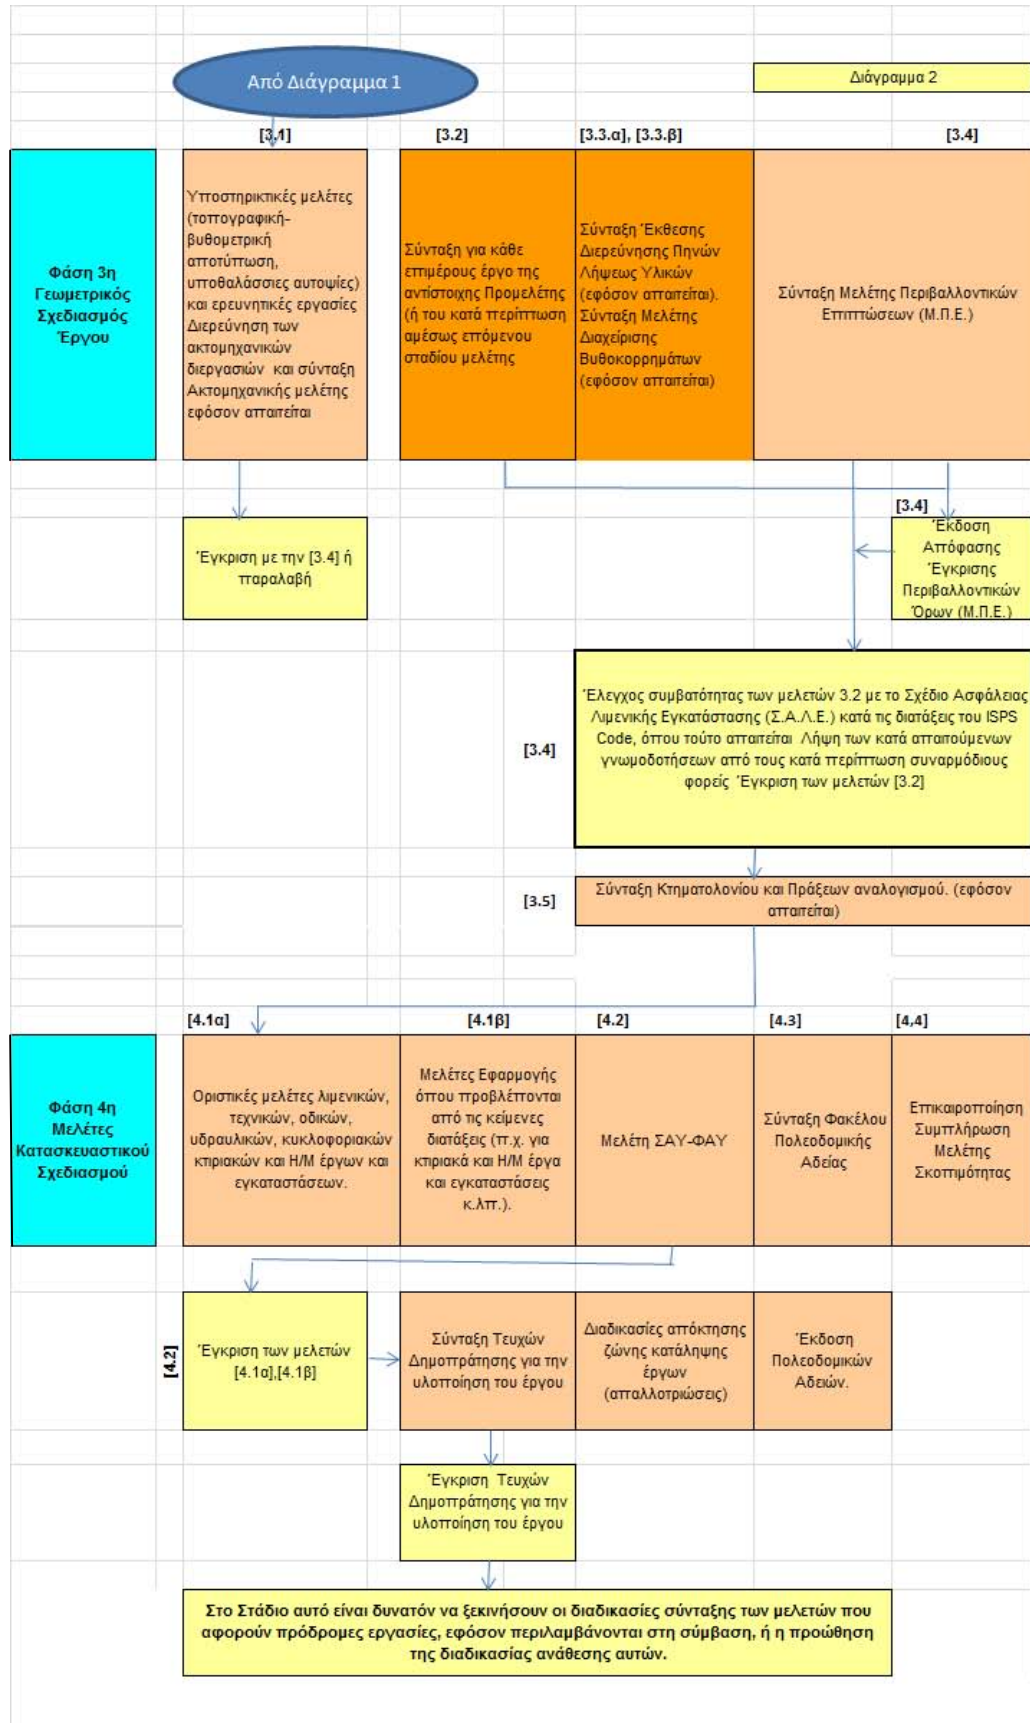 Από Διάγραμμα 1
Διάγραμμα 2
[3.1]
[3.2]
[3.3.α], [3.3.β]
[3.4]
Φάση 3η
Γεωμετρικός
Σχεδιασμός
Έργου
Υποστηρικτικές μελέτες
(τοπογραφική-
βυθομετρική
αποτύπωση,
υποθαλάσσιες αυτοψίες)
και ερευνητικές εργασίες
Διερεύνηση των
ακτομηχανικών
διεργασιών και σύνταξη
Ακτομηχανικής μελέτης
εφόσον απαιτείται
Σύνταξη για κάθε
επιμέρους έργο της
αντίστοιχης Προμελέτης
(ή του κατά περίπτωση
αμέσως επόμενου
σταδίου μελέτης
Σύνταξη Έκθεσης
Διερεύνησης Πηγών
Λήψεως Υλικών
(εφόσον απαιτείται).
Σύνταξη Μελέτης
Διαχείρισης
Βυθοκορρημάτων
(εφόσον απαιτείται)
Σύνταξη Μελέτης Περιβαλλοντικών
Επιπτώσεων (Μ.Π.Ε.)
[3.4]
Έγκριση με την [3.4] ή
παραλαβή
Έκδοση
Απόφασης
Έγκρισης
Περιβαλλοντικών
Όρων (Μ.Π.Ε.)
[3.4]
Έλεγχος συμβατότητας των μελετών 3.2 με το Σχέδιο Ασφάλειας
Λιμενικής Εγκατάστασης (Σ.Α.Λ.Ε.) κατά τις διατάξεις του ISPS
Code, όπου τούτο απαιτείται Λήψη των κατά απαιτούμενων
γνωμοδοτήσεων από τους κατά περίπτωση συναρμόδιους
φορείς Έγκριση των μελετών [3.2]
[3.5]
Σύνταξη Κτηματολονίου και Πράξεων αναλογισμού. (εφόσον
απαιτείται)
[4.1α]
[4.1β]
[4.2]
[4.3]
[4,4]
Φάση 4η
Μελέτες
Κατασκευαστικού
Σχεδιασμού
Οριστικές μελέτες λιμενικών,
τεχνικών, οδικών,
υδραυλικών, κυκλοφοριακών
κτιριακών και Η/Μ έργων και
εγκαταστάσεων.
Μελέτες Εφαρμογής
όπου προβλέπονται
από τις κείμενες
διατάξεις (π.χ. για
κτιριακά και Η/Μ έργα
και εγκαταστάσεις
κ.λπ.).
Μελέτη ΣΑΥ-ΦΑΥ
Σύνταξη Φακέλου
Πολεοδομικής
Αδείας
Επικαιροποίηση
Συμπλήρωση
Μελέτης
Σκοπιμότητας
[4.2]
Έγκριση των μελετών
[4.1α],[4.1β]
Σύνταξη Τευχών
Δημοπράτησης για την
υλοποίηση του έργου
Διαδικασίες απόκτησης
ζώνης κατάληψης
έργων
(απαλλοτριώσεις)
Έκδοση
Πολεοδομικών
Αδειών.
Έγκριση Τευχών
Δημοπράτησης για την
υλοποίηση του έργου
Στο Στάδιο αυτό είναι δυνατόν να ξεκινήσουν οι διαδικασίες σύνταξης των μελετών που
αφορούν πρόδρομες εργασίες, εφόσον περιλαμβάνονται στη σύμβαση, ή η προώθηση
της διαδικασίας ανάθεσης αυτών.